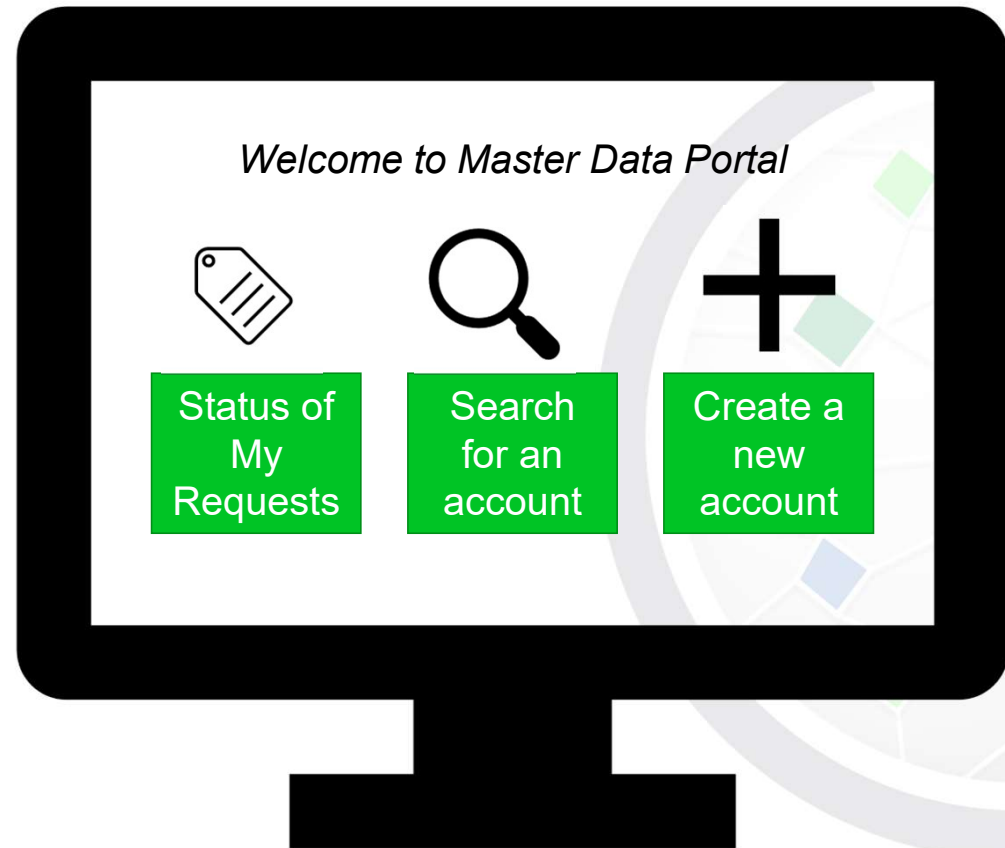 Welcome to Master Data Portal
Status of
My
Requests
Search
for an
account
Create a
new
account